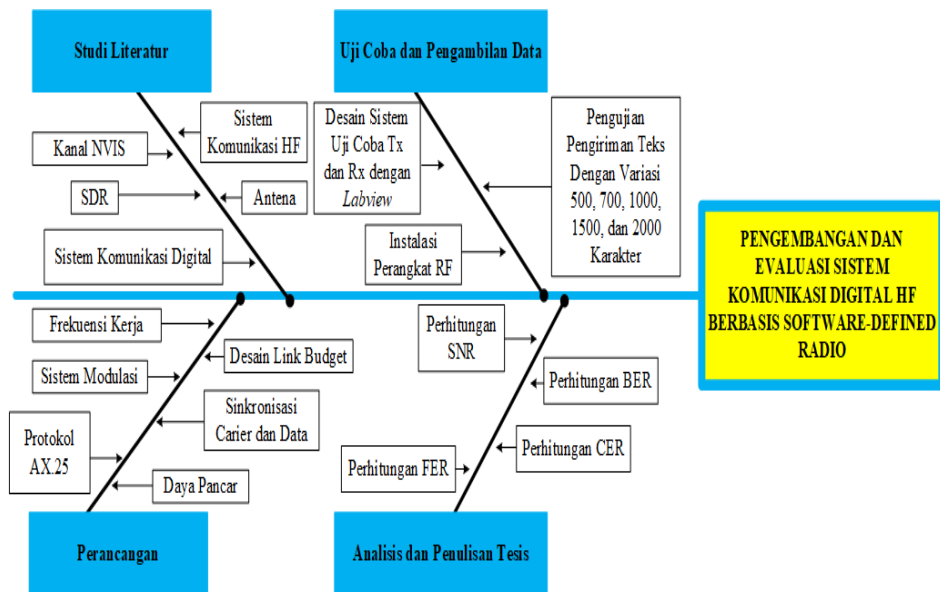 Studi Literatur
Uji Coba dan Pengambilan Data
Sistem
Komunikasi HF
Kanal NVIS
SDR
Antena
Sistem Komunikasi Digital
Desain Sistem
Uji Coba Tx
dan Rx dengan
Labview
Pengujian
Pengiriman Teks
Dengan Variasi
500, 700, 1000,
1500, dan 2000
Karakter
Instalasi
Perangkat RF
PENGEMBANGAN DAN
EVALUASI SISTEM
KOMUNIKASI DIGITAL HF
BERBASIS SOFTWARE-DEFINED
RADIO
Frekuensi Kerja
Desain Link Budget
Sistem Modulasi
Sinkronisasi
Carier dan Data
Protokol
AX.25
Daya Pancar
Perhitungan
SNR
Perhitungan BER
Perhitungan CER
Perhitungan FER
Perancangan
Analisis dan Penulisan Tesis